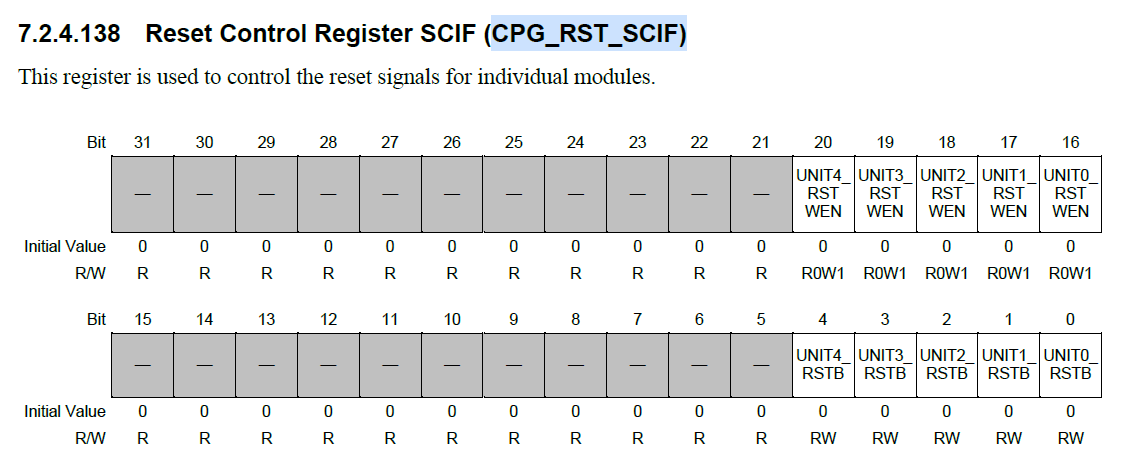 7.2.4.138 Reset Control Register SCIF (CPG_RST_SCIF)
This register is used to control the reset signals for individual modules.
Bit 31 30 29 28 27 26 25 24 23 22 21 20 19 18 17 16
— — — — — — — — — — — UNIT4_RSTWEN UNIT3_RSTWEN UNIT2_RSTWEN UNIT1_RSTWEN UNIT0_RSTWEN
Initial Value 0 0 0 0 0 0 0 0 0 0 0 0 0 0 0 0
R/W R R R R R R R R R R R R0W1 R0W1 R0W1 R0W1 R0W1
Bit 15 14 13 12 11 10 9 8 7 6 5 4 3 2 1 0
— — — — — — — — — — — UNIT4_RSTB UNIT3_RSTB UNIT2_RSTB UNIT1_RSTB UNIT0_RSTB
Initial Value 0 0 0 0 0 0 0 0 0 0 0 0 0 0 0 0
R/W R R R R R R R R R R R RW RW RW RW RW